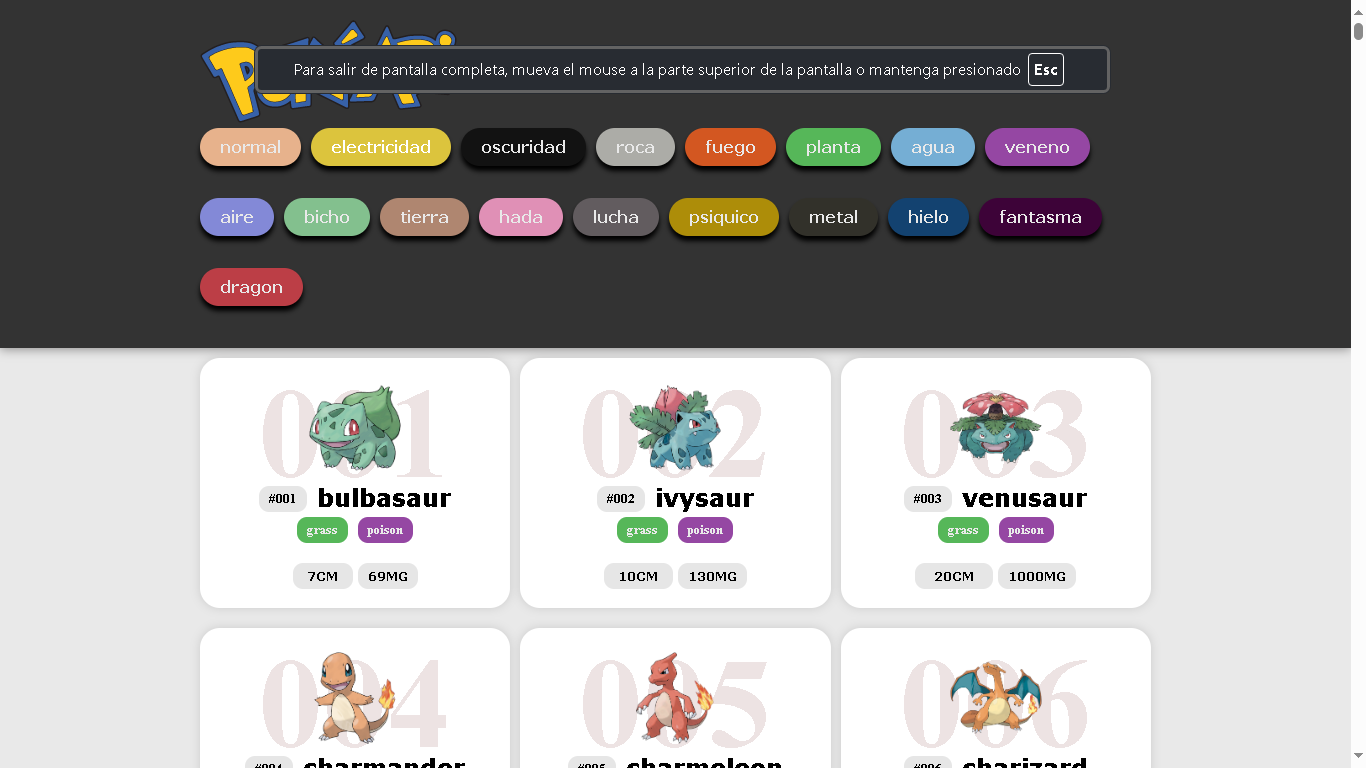 Para salir de pantalla completa, mueva el mouse a la parte superior de la pantalla o mantenga presionado Esc
normal electricidad oscuridad roca fuego planta agua veneno
aire bicho tierra hada lucha psiquico metal hielo fantasma
dragon
001 002 003
#001 bulbasaur #002 ivysaur #003 venusaur
grass poison grass poison grass poison
7CM 69MG 10CM 130MG 20CM 1000MG
004 005 006
#004 charmander #005 charmeleon #006 charizard